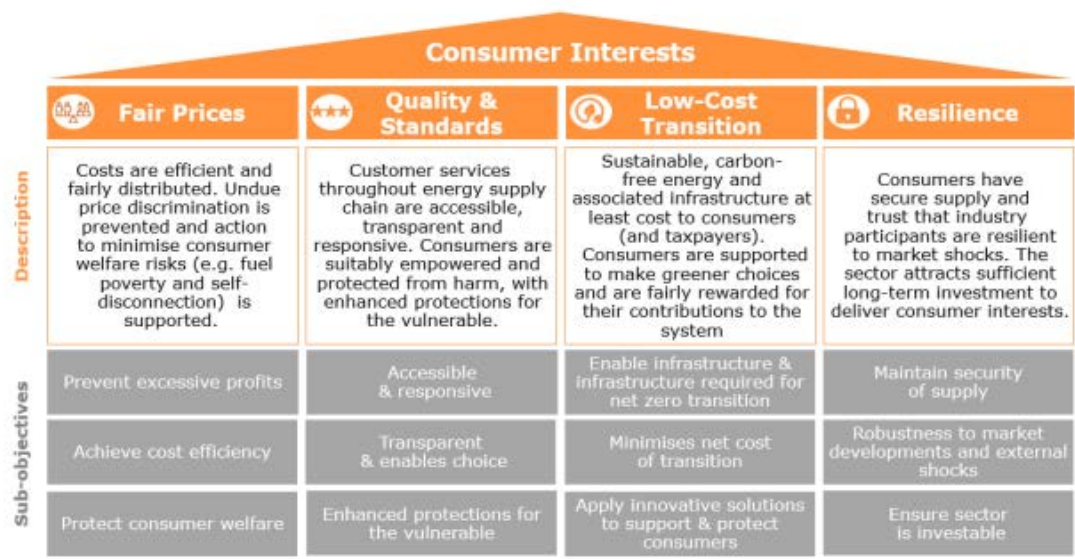 Consumer Interests
Fair Prices
Quality &
Standards
Low-Cost
Transition
Resilience
Description
Costs are efficient and
fairly distributed. Undue
price discrimination is
prevented and action
to minimise consumer
welfare risks (e.g. fuel
poverty and self-
disconnection) is
supported.
Customer services
throughout energy supply
chain are accessible,
transparent and
responsive. Consumers are
suitably empowered and
protected from harm, with
enhanced protections for
the vulnerable.
Sustainable, carbon-
free energy and
associated infrastructure at
least cost to consumers
(and taxpayers).
Consumers are supported
to make greener choices
and are fairly rewarded for
their contributions to the
system
Consumers have
secure supply and
trust that industry
participants are resilient
to market shocks. The
sector attracts sufficient
long-term investment to
deliver consumer interests.
Sub-objectives
Prevent excessive profits
Accessible
& responsive
Enable infrastructure &
infrastructure required for
net zero transition
Maintain security
of supply
Achieve cost efficiency
Transparent
& enables choice
Minimises net cost
of transition
Robustness to market
developments and external
shocks
Protect consumer welfare
Enhanced protections for
the vulnerable
Apply innovative solutions
to support & protect
consumers
Ensure sector
is investable